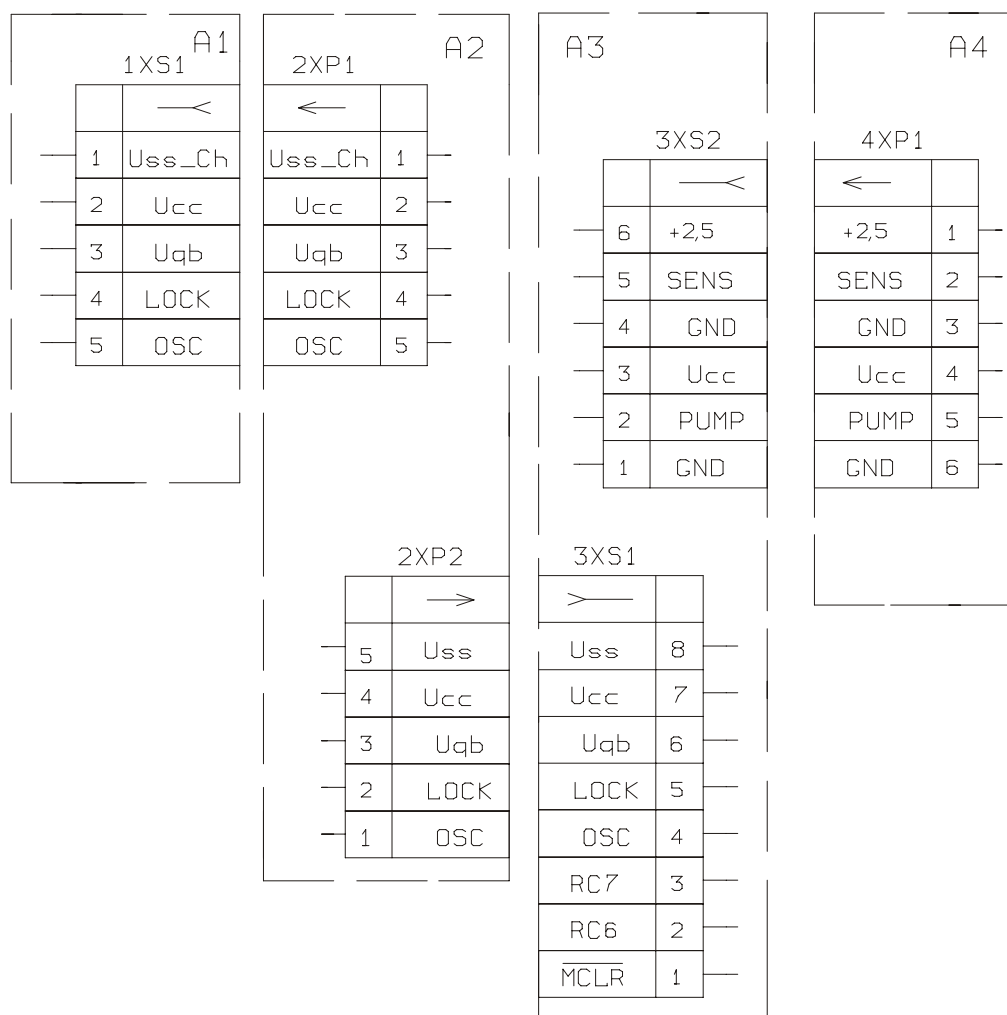 A1
A2
A3
A4
1XS1
2XP1
1 Uss_Ch Uss_Ch 1
2 Ucc Ucc 2
3 Uqb Uqb 3
4 LOCK LOCK 4
5 OSC OSC 5
3XS2
4XP1
6 +2,5 +2,5 1
5 SENS SENS 2
4 GND GND 3
3 Ucc Ucc 4
2 PUMP PUMP 5
1 GND GND 6
2XP2
3XS1
5 Uss Uss 8
4 Ucc Ucc 7
3 Uqb Uqb 6
2 LOCK LOCK 5
1 OSC OSC 4
RC7 3
RC6 2
MCLR 1